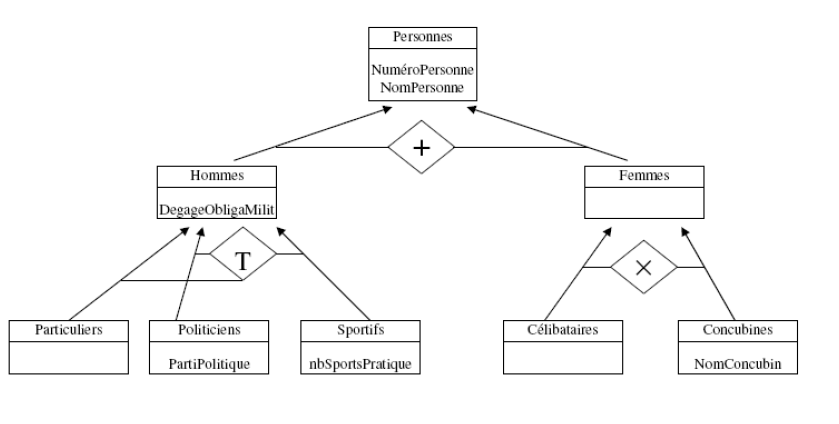 Personnes
NuméroPersonne
NomPersonne
+
Hommes
Femmes
DegageObligaMilit
T
×
Particuliers
Politiciens
Sportifs
Célibataires
Concubines
PartiPolitique
nbSportsPratique
NomConcubin